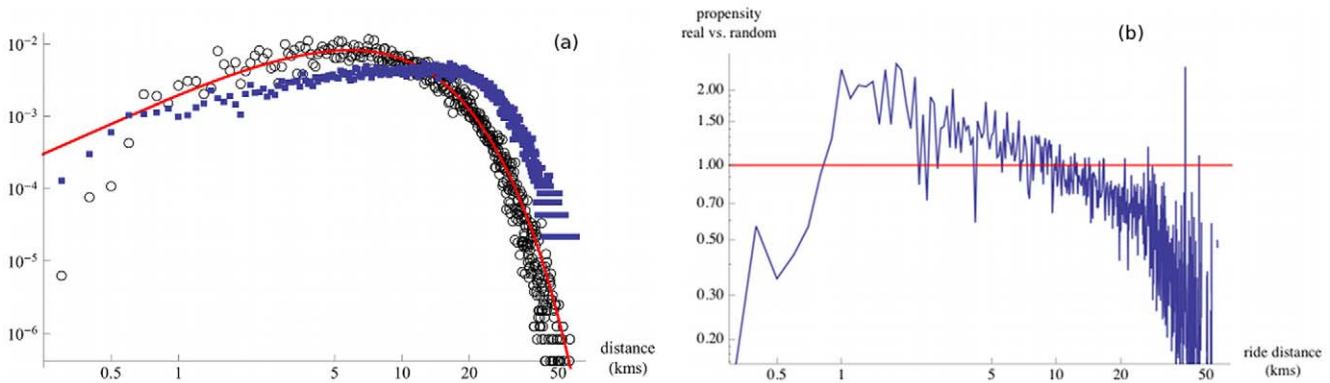 (a)
10⁻²
10⁻³
10⁻⁴
10⁻⁵
10⁻⁶
0.5 1 5 10 20 50
distance
(kms)
propensity
real vs. random
(b)
2.00
1.50
1.00
0.70
0.50
0.30
0.20
0.5 1 5 10 20 50
ride distance
(kms)